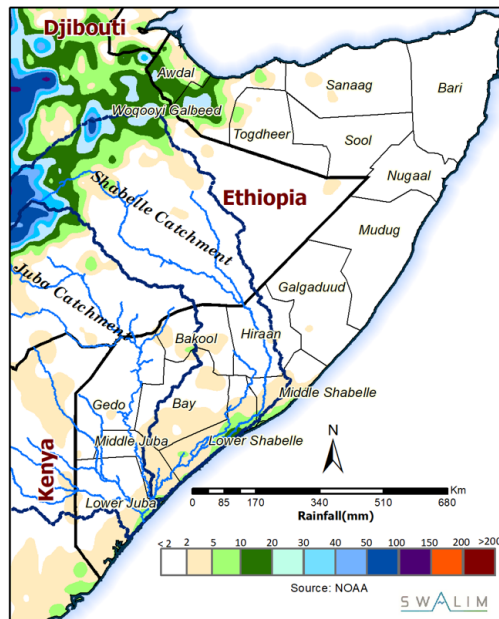 Djibouti
Awdal
Woqooyi Galbeed
Sanaag
Bari
Togdheer
Sool
Nugaal
Ethiopia
Shabelle Catchment
Mudug
Galgaduud
Juba Catchment
Hiraan
Bakool
Gedo
Bay
Middle Shabelle
Middle Juba
Lower Shabelle
Kenya
Lower Juba
N
Km
0 85 170 340 510 680
Rainfall(mm)
< 2 2 5 10 20 30 40 50 100 150 200 >200
Source: NOAA
SWALIM